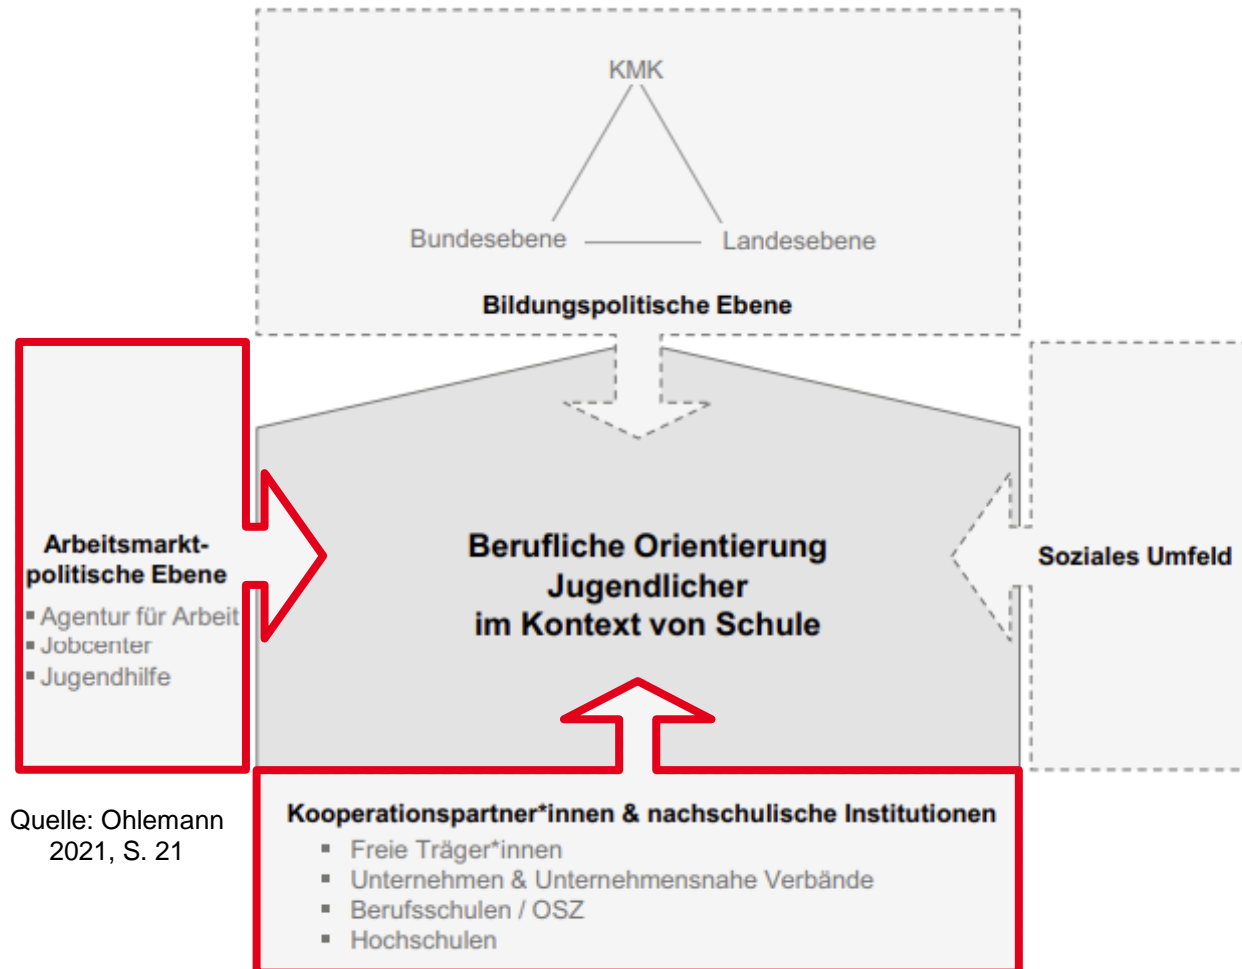 KMK
Bundesebene
Landesebene
Bildungspolitische Ebene
Arbeitsmarkt-
politische Ebene
▪ Agentur für Arbeit
▪ Jobcenter
▪ Jugendhilfe
Berufliche Orientierung
Jugendlicher
im Kontext von Schule
Soziales Umfeld
Quelle: Ohlemann
2021, S. 21
Kooperationspartner*innen & nachschulische Institutionen
▪ Freie Träger*innen
▪ Unternehmen & Unternehmensnahe Verbände
▪ Berufsschulen / OSZ
▪ Hochschulen